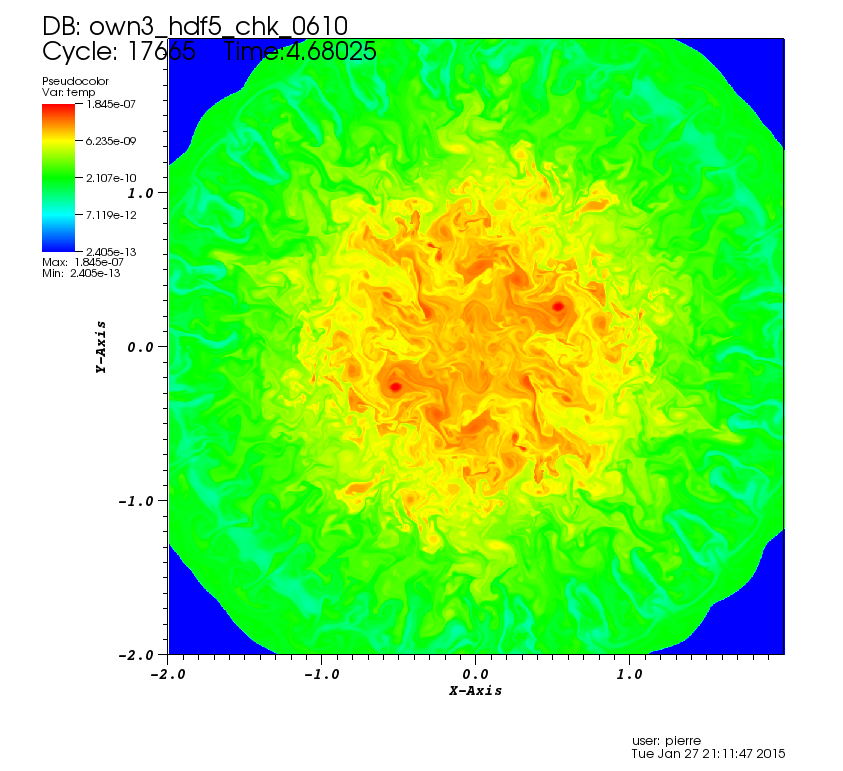 DB: own3_hdf5_chk_0610
Cycle: 17665 Time:4.68025
Pseudocolor
Var: temp
1.845e-07
6.235e-09
2.107e-10
7.119e-12
2.405e-13
Max: 1.845e-07
Min: 2.405e-13
1.0
0.0
-1.0
-2.0
Y-Axis
-2.0 -1.0 0.0 1.0
X-Axis
user: pierre
Tue Jan 27 21:11:47 2015